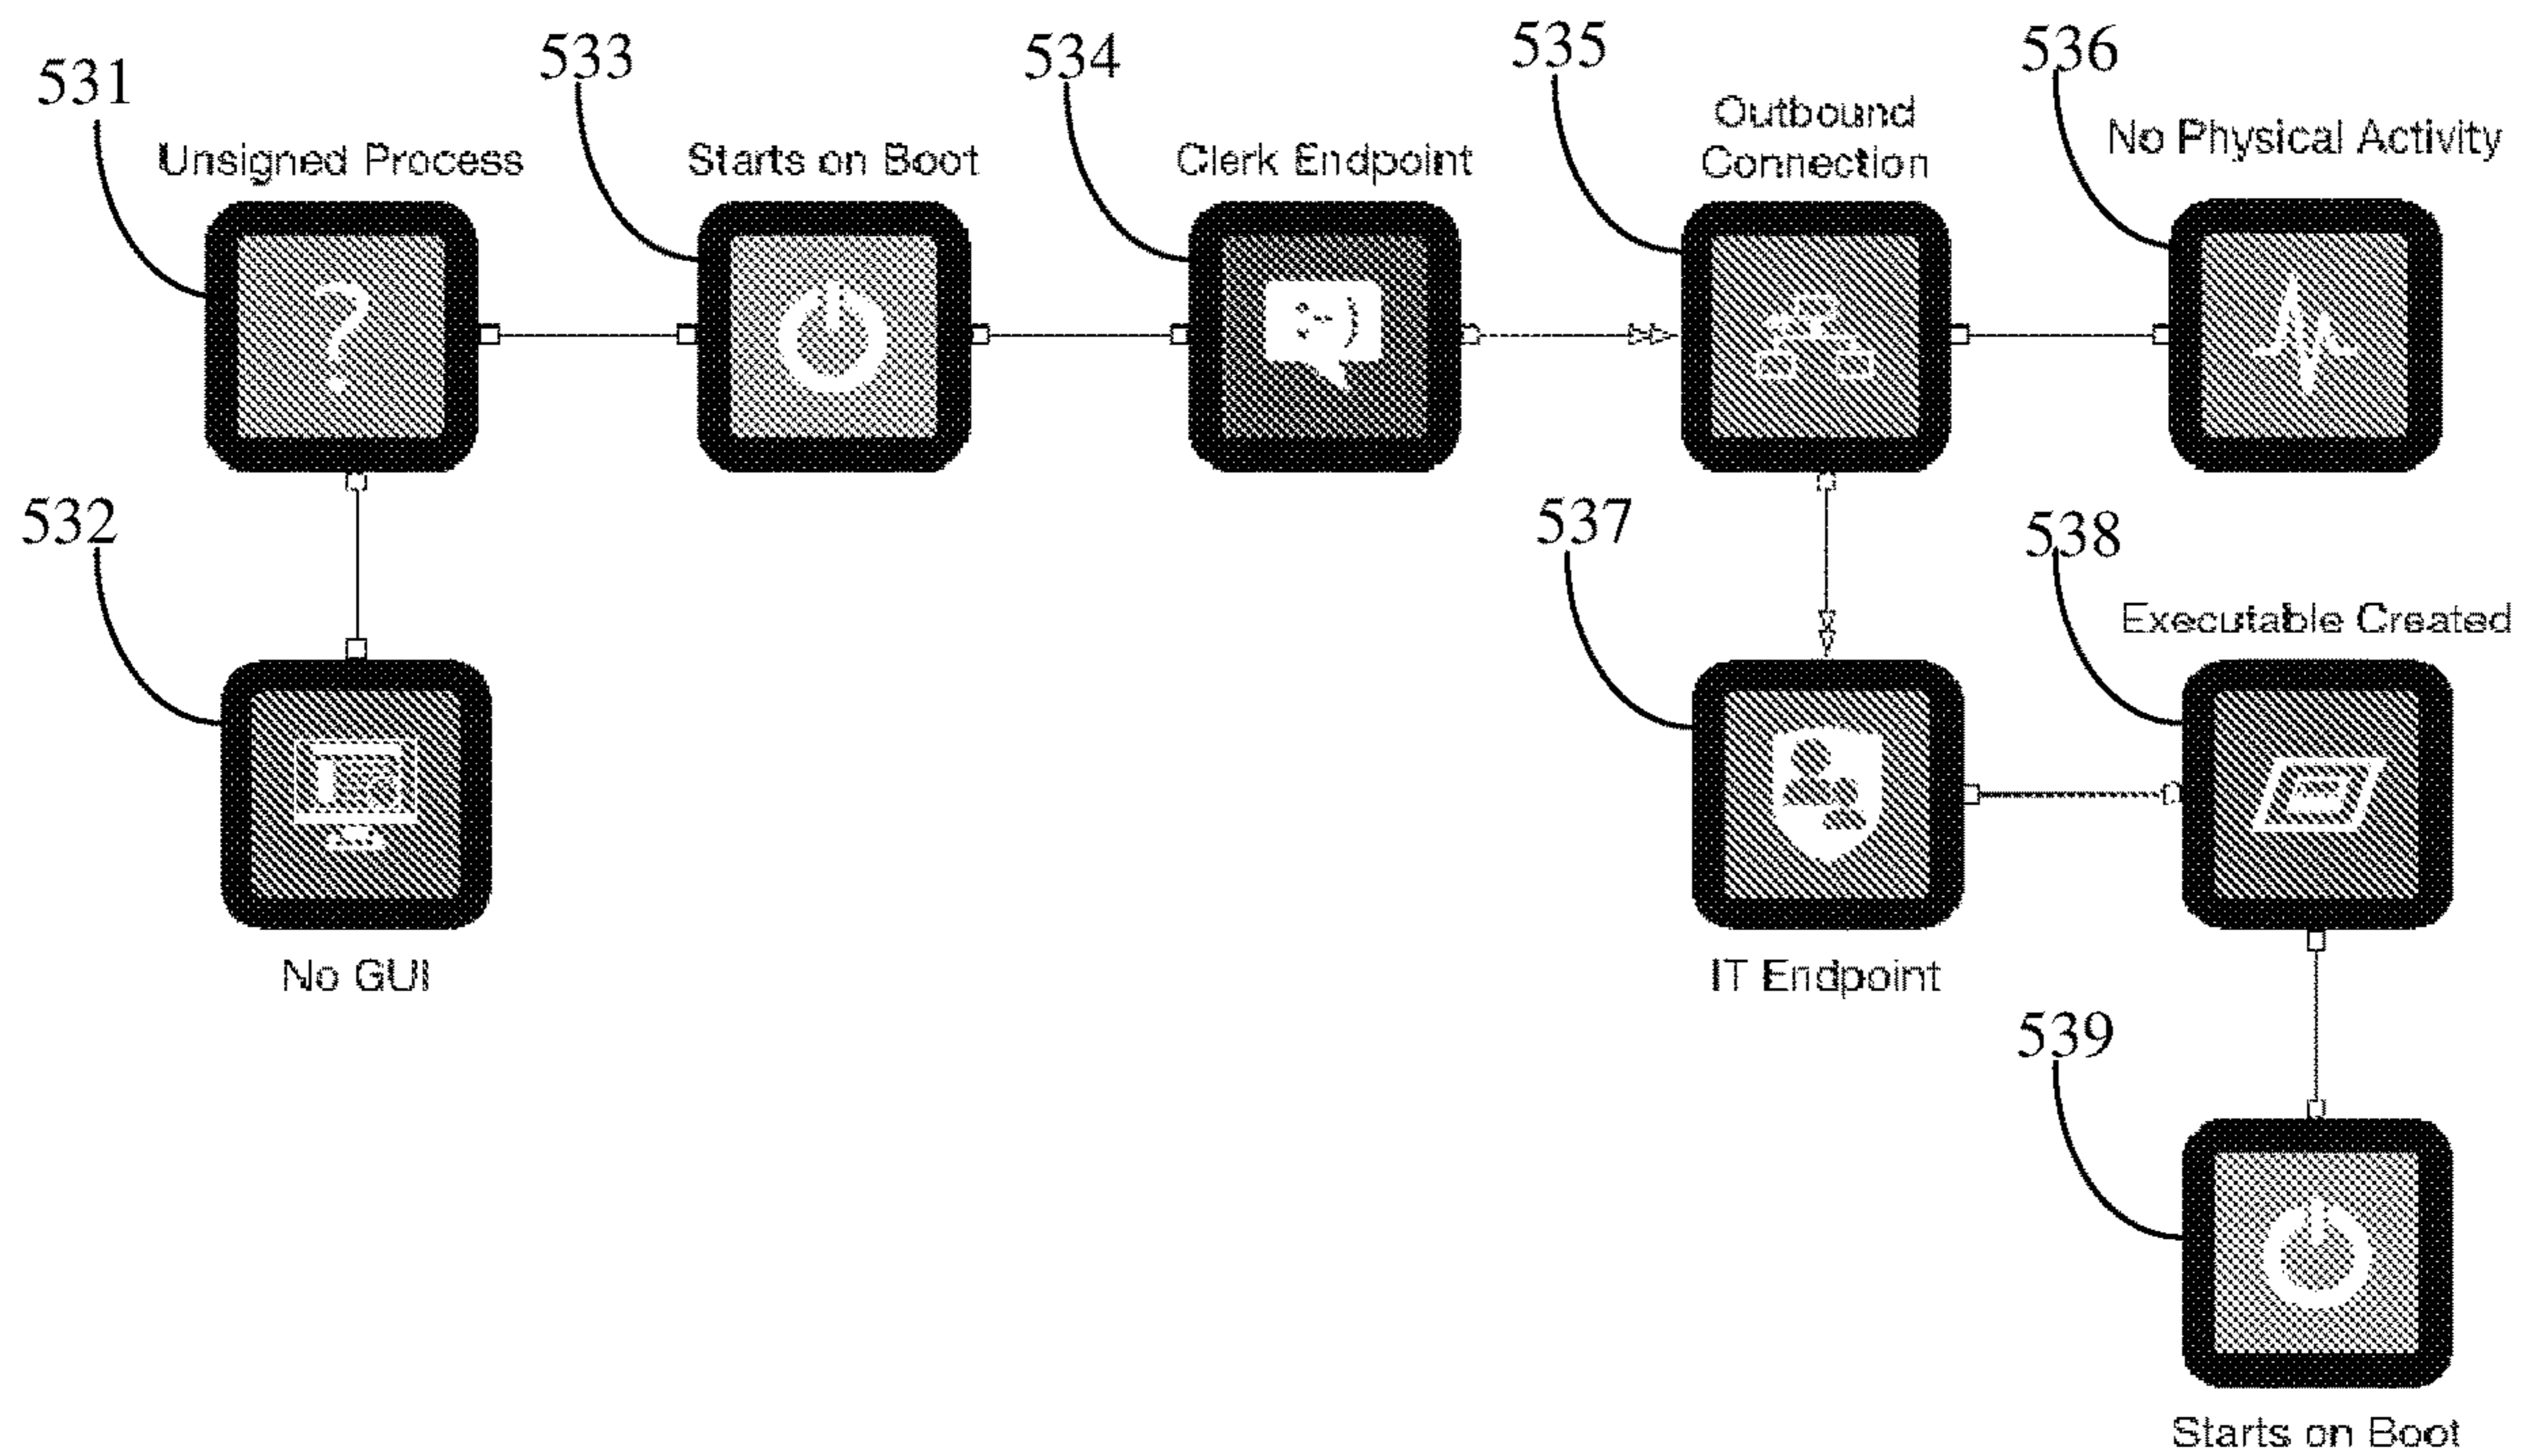 531
533
534
535
536
Unsigned Process
Starts on Boot
Clerk Endpoint
Outbound
Connection
No Physical Activity
?
:-)
532
537
538
Executable Created
No GUI
IT Endpoint
539
Starts on Boot